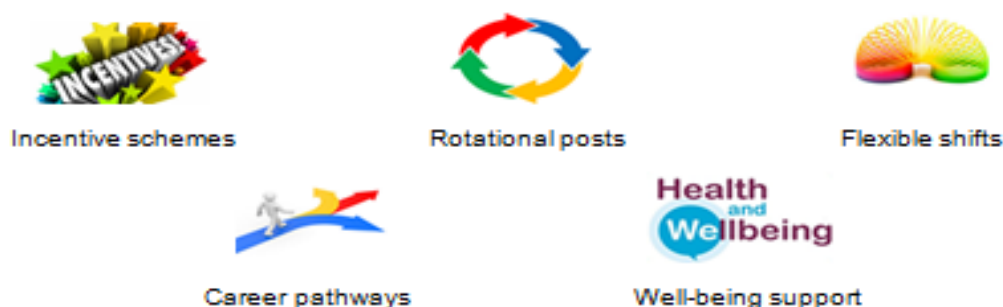 INCENTIVES!
Incentive schemes
Rotational posts
Flexible shifts
Health
and
Wellbeing
Career pathways
Well-being support